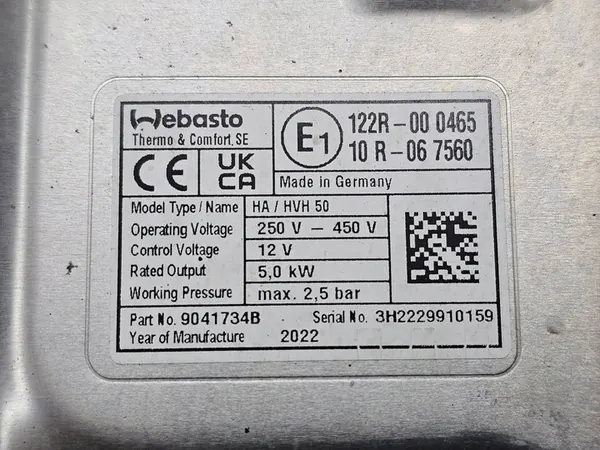 Webasto
Thermo & Comfort SE
E1
122R-00 0465
10 R-06 7560
CE
UK
CA
Made in Germany
Model Type / Name HA / HVH 50
Operating Voltage 250 V – 450 V
Control Voltage 12 V
Rated Output 5,0 kW
Working Pressure max. 2,5 bar
Part No. 9041734B Serial No. 3H2229910159
Year of Manufacture 2022